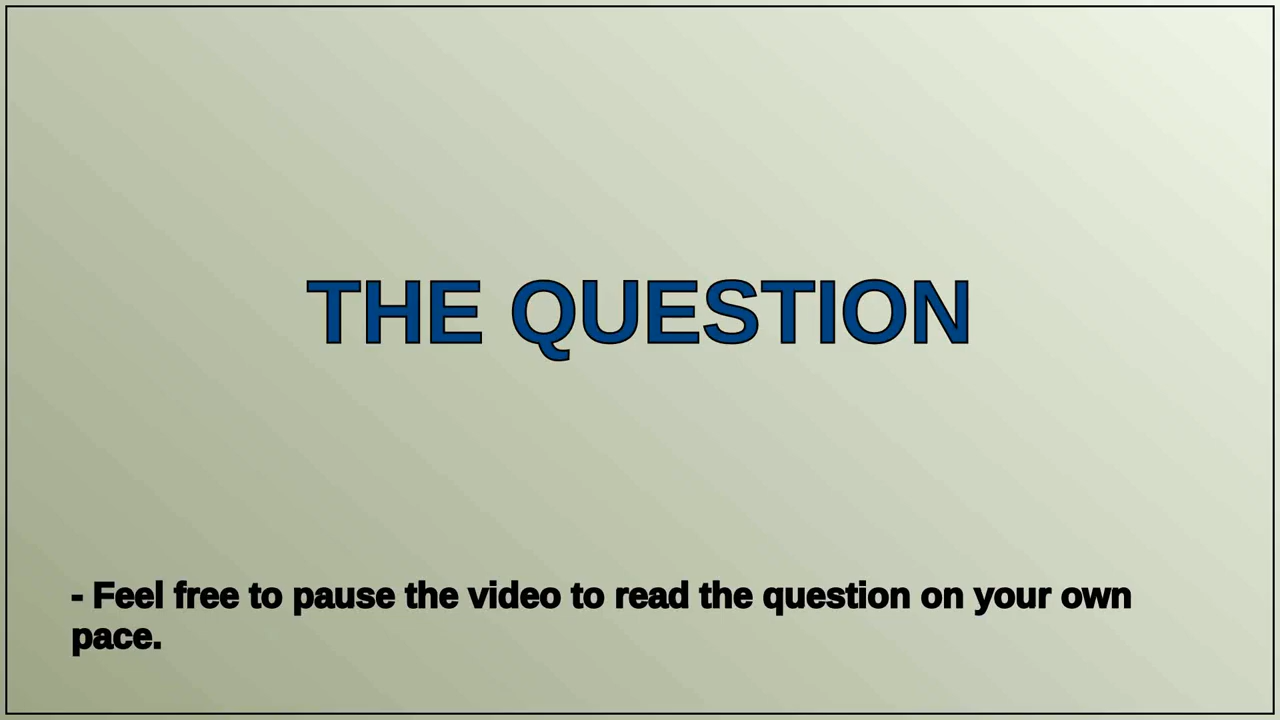 THE QUESTION
- Feel free to pause the video to read the question on your own
pace.